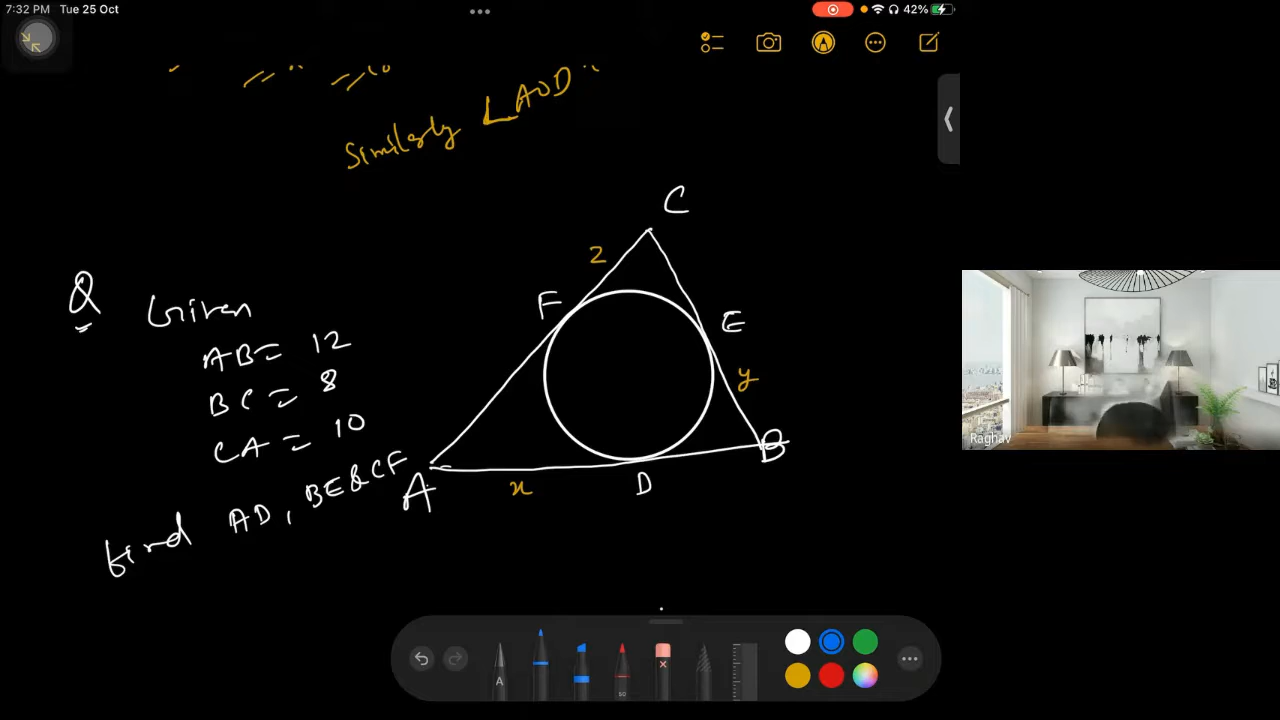 7:32 PM Tue 25 Oct
42%
Similarly ∠AOD
C
z
F
E
Q Given
AB = 12
BC = 8
CA = 10
y
B
A
x
D
find AD, BE & CF
Raghav
A
50